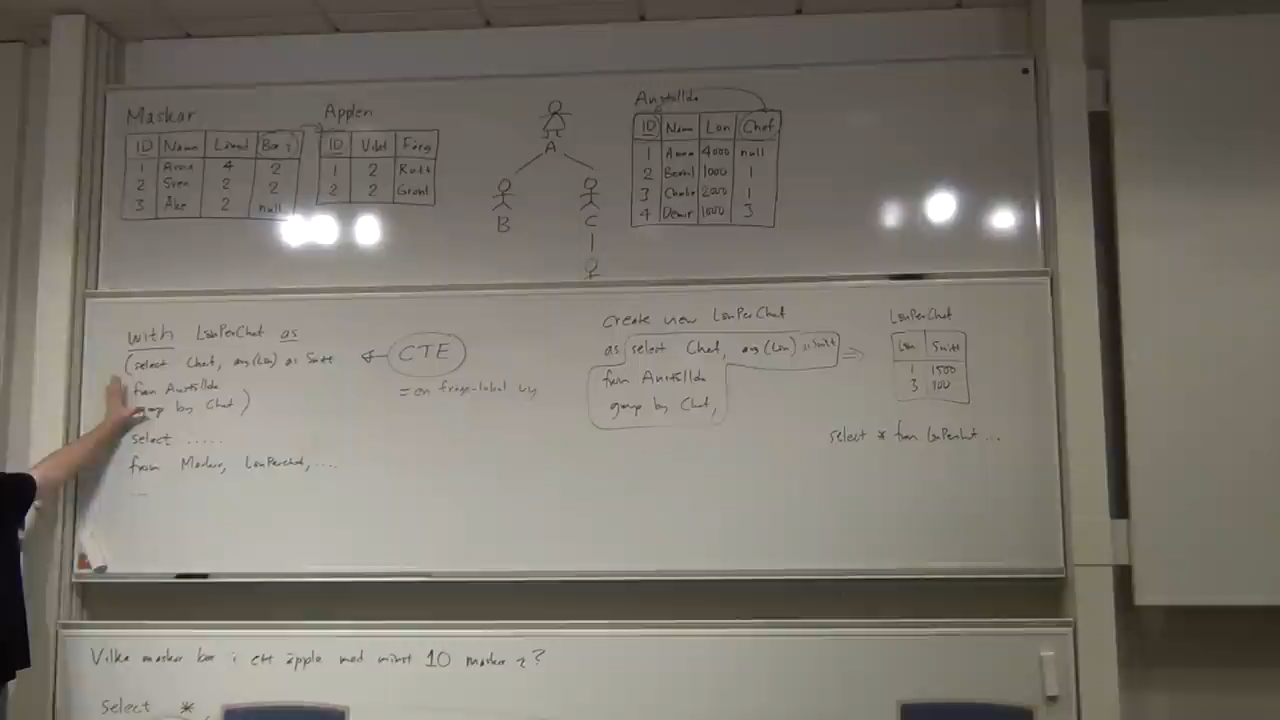 Maskar
ID Namn Längd Bor i
1 Anna 4 2
2 Sven 2 2
3 Åke 2 null
Äpplen
ID Vikt Färg
1 2 Rött
2 2 Grönt
A
B
C
Anställda
ID Namn Lön Chef
1 Anna 4000 null
2 Bertil 1000 1
3 Charlie 2000 1
4 Demir 1000 3
with LönPerChef as
(select Chef, avg(Lön) as Snitt
from Anställda
group by Chef)
select .....
from Maskar, LönPerChef, ....
....
CTE
= en fråge-lokal vy
create view LönPerChef
as select Chef, avg(Lön) as Snitt
from Anställda
group by Chef,
LönPerChef
Lön Snitt
1 1500
3 100
select * from LönPerChef ...
Vilka maskar bor i ett äpple med minst 10 maskar i?
Select *